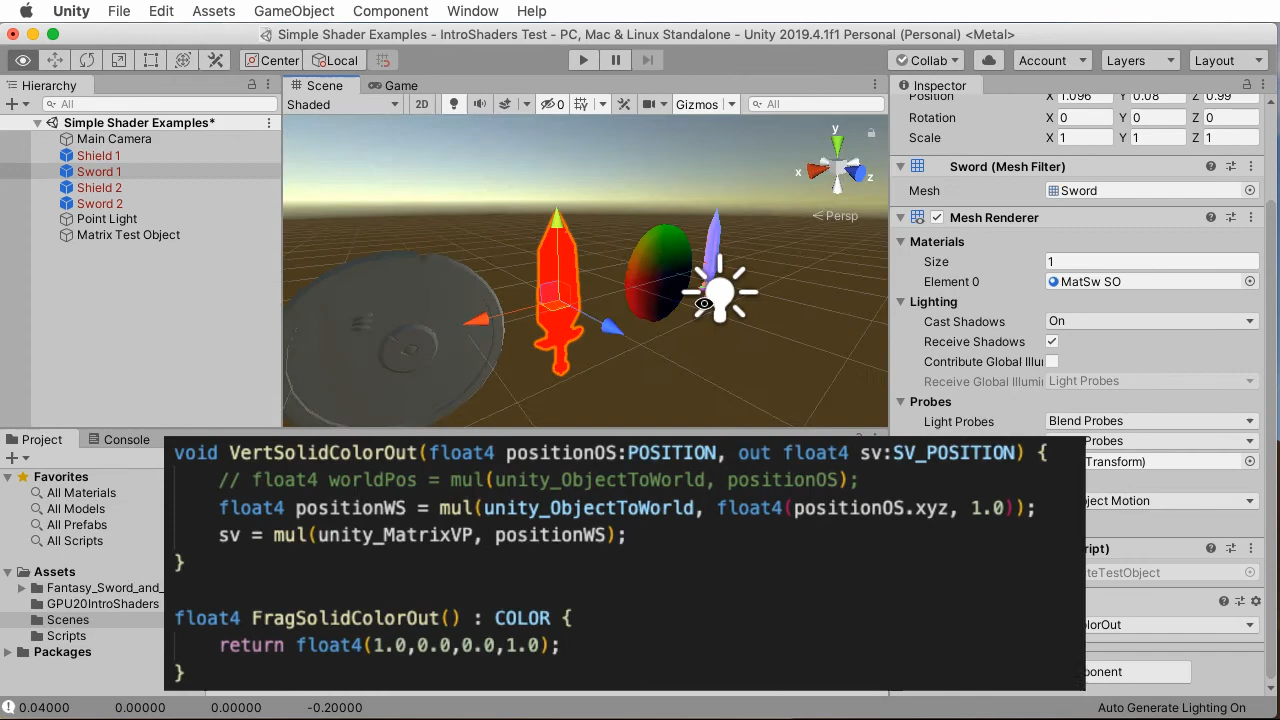 Unity File Edit Assets GameObject Component Window Help
Simple Shader Examples - IntroShaders Test - PC, Mac & Linux Standalone - Unity 2019.4.1f1 Personal (Personal) <Metal>
Center Local Collab Account Layers Layout
Hierarchy
All
Simple Shader Examples*
Main Camera
Shield 1
Sword 1
Shield 2
Sword 2
Point Light
Matrix Test Object
Scene Game
Shaded 2D 0 Gizmos All
y
x
z
Persp
Inspector
Position X 1.096 Y 0.08 Z 0.99
Rotation X 0 Y 0 Z 0
Scale X 1 Y 1 Z 1
Sword (Mesh Filter)
Mesh Sword
Mesh Renderer
Materials
Size 1
Element 0 MatSw SO
Lighting
Cast Shadows On
Receive Shadows
Contribute Global Illu
Receive Global Illumin Light Probes
Probes
Light Probes Blend Probes
Probes
Transform)
ject Motion
ript)
teTestObject
olorOut
ponent
Project Console
Favorites
All Materials
All Models
All Prefabs
All Scripts
Assets
Fantasy_Sword_and_
GPU20IntroShaders
Scenes
Scripts
Packages
void VertSolidColorOut(float4 positionOS:POSITION, out float4 sv:SV_POSITION) {
// float4 worldPos = mul(unity_ObjectToWorld, positionOS);
float4 positionWS = mul(unity_ObjectToWorld, float4(positionOS.xyz, 1.0));
sv = mul(unity_MatrixVP, positionWS);
}
float4 FragSolidColorOut() : COLOR {
return float4(1.0,0.0,0.0,1.0);
}
0.04000 0.00000 0.00000 -0.20000
Auto Generate Lighting On